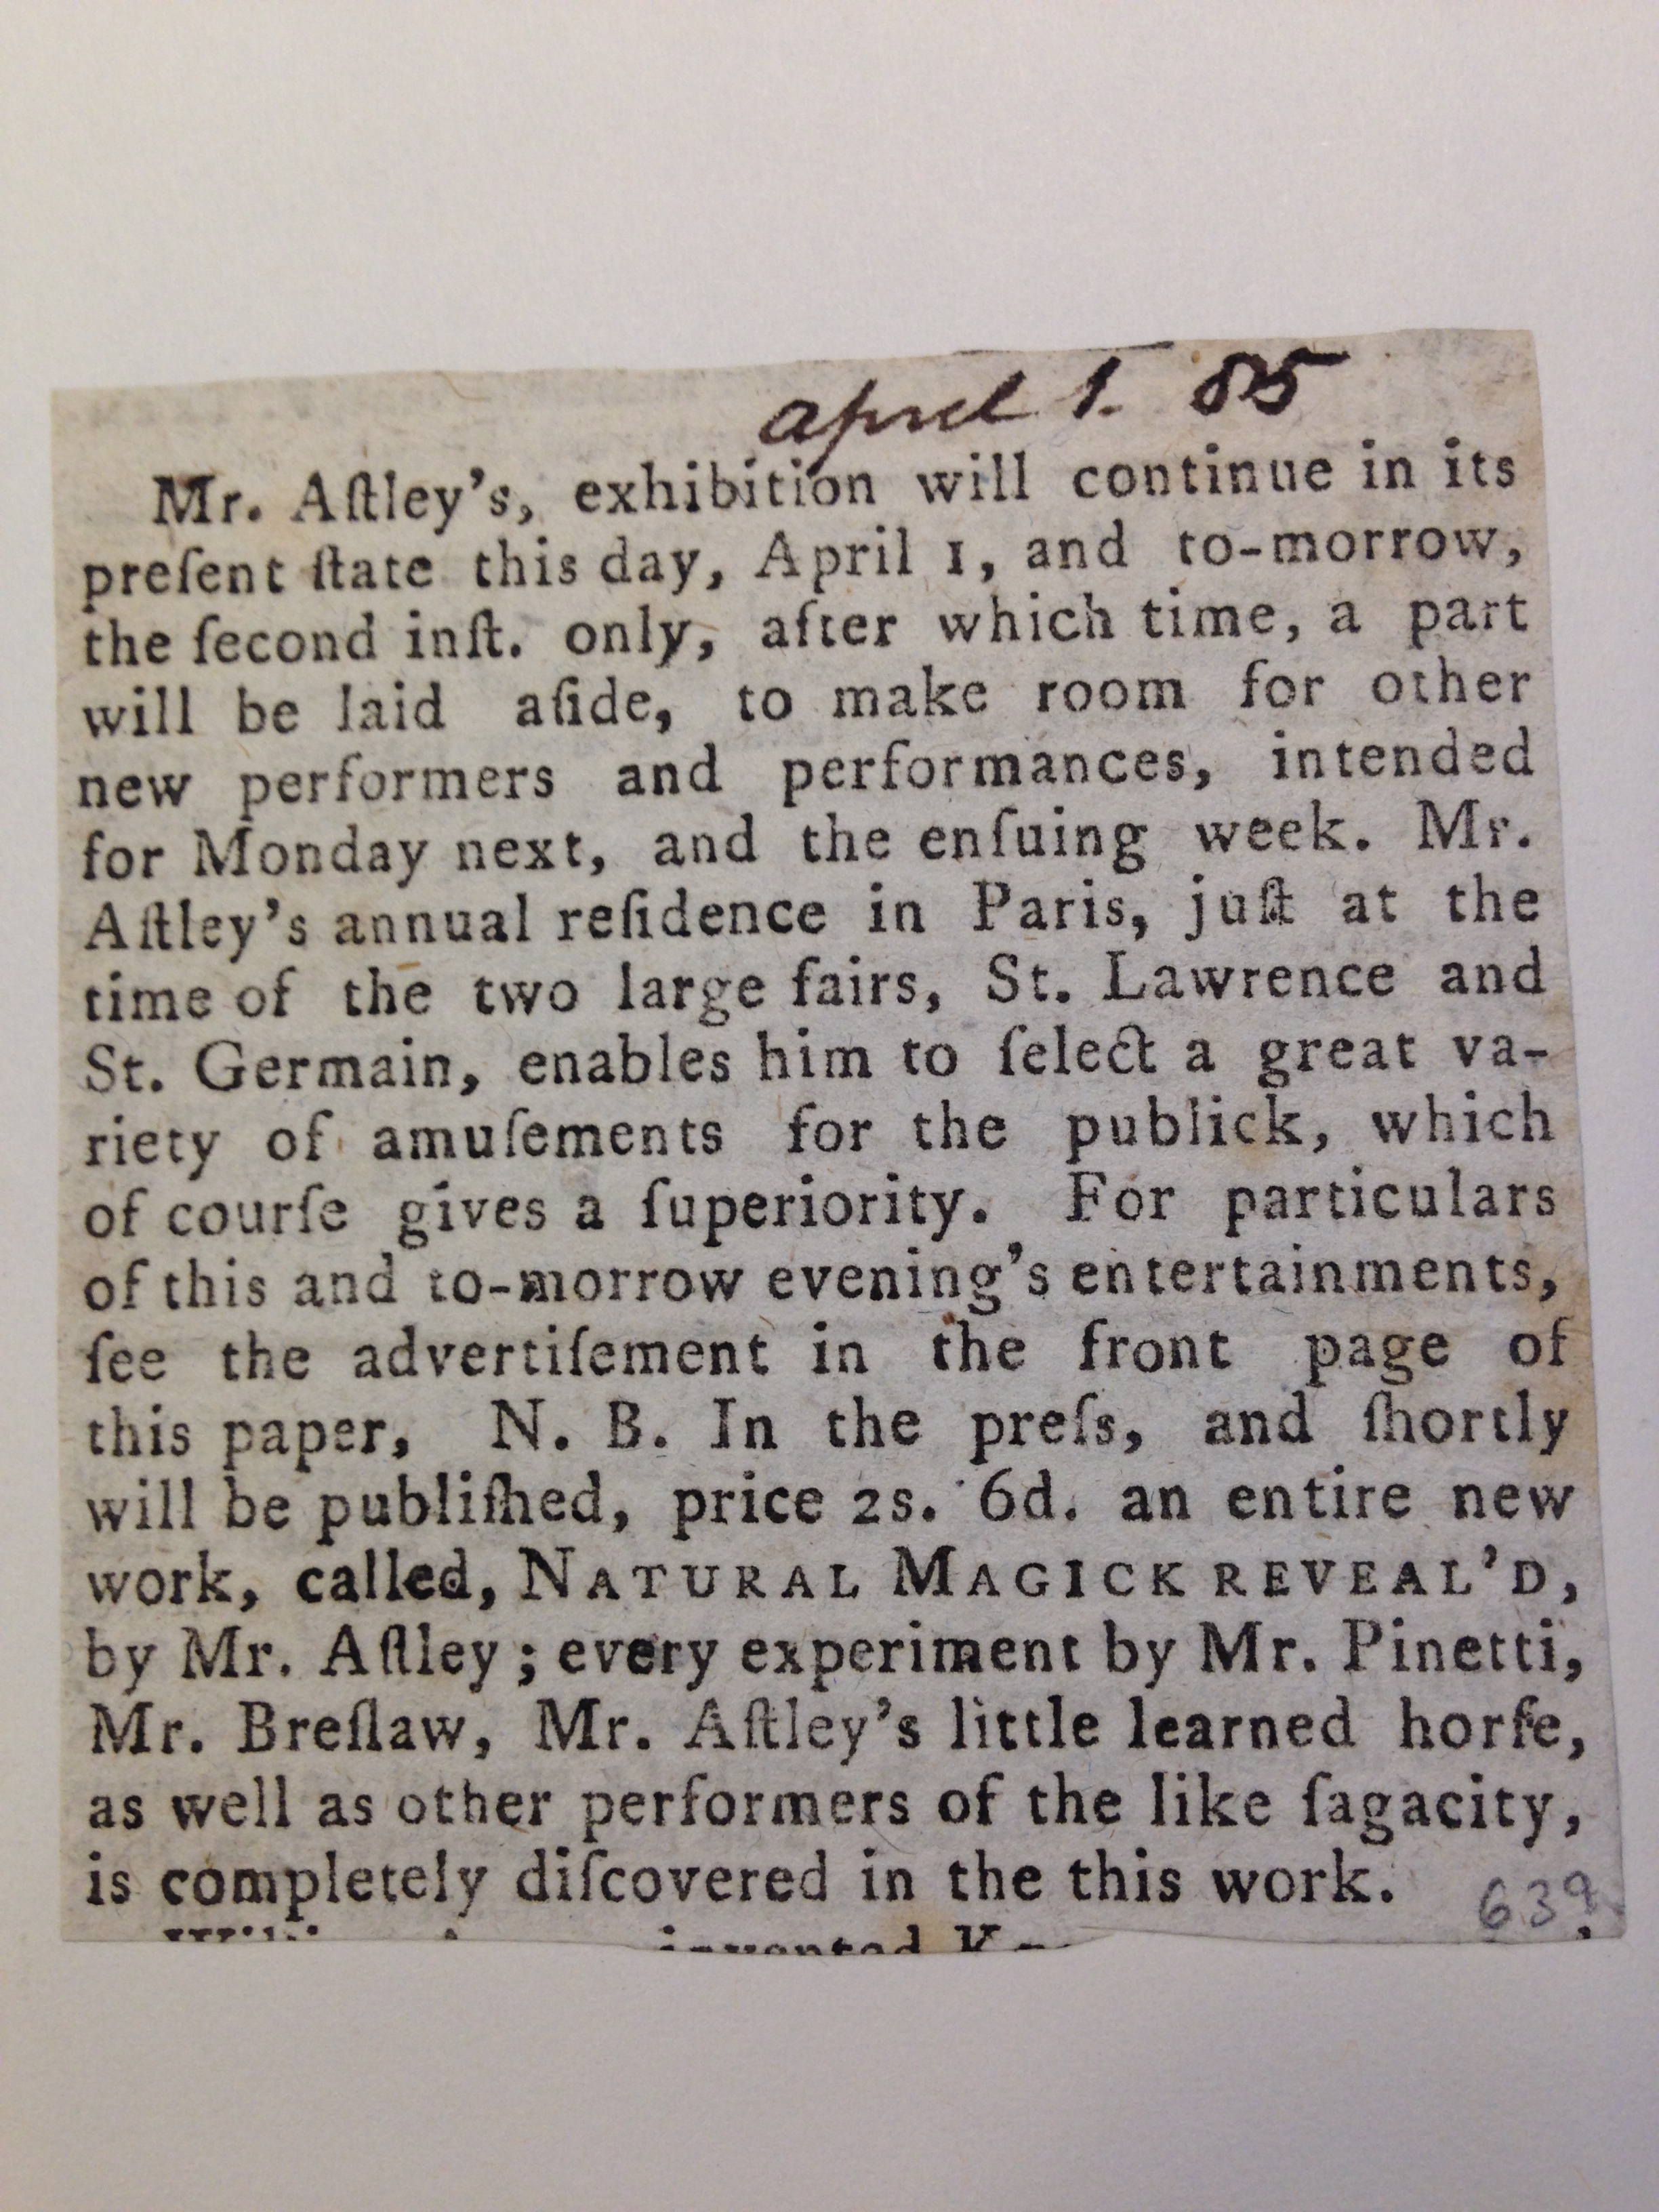 april 1. 85
Mr. Aſtley's, exhibition will continue in its
preſent ſtate this day, April 1, and to-morrow,
the ſecond inſt. only, after which time, a part
will be laid aſide, to make room for other
new performers and performances, intended
for Monday next, and the enſuing week. Mr.
Aſtley's annual reſidence in Paris, juſt at the
time of the two large fairs, St. Lawrence and
St. Germain, enables him to ſelect a great va-
riety of amuſements for the publick, which
of courſe gives a ſuperiority. For particulars
of this and to-morrow evening's entertainments,
ſee the advertiſement in the front page of
this paper, N. B. In the preſs, and ſhortly
will be publiſhed, price 2s. 6d. an entire new
work, called, NATURAL MAGICK REVEAL'D,
by Mr. Aſtley; every experiment by Mr. Pinetti,
Mr. Breſlaw, Mr. Aſtley's little learned horſe,
as well as other performers of the like ſagacity,
is completely diſcovered in the this work.
639
invented